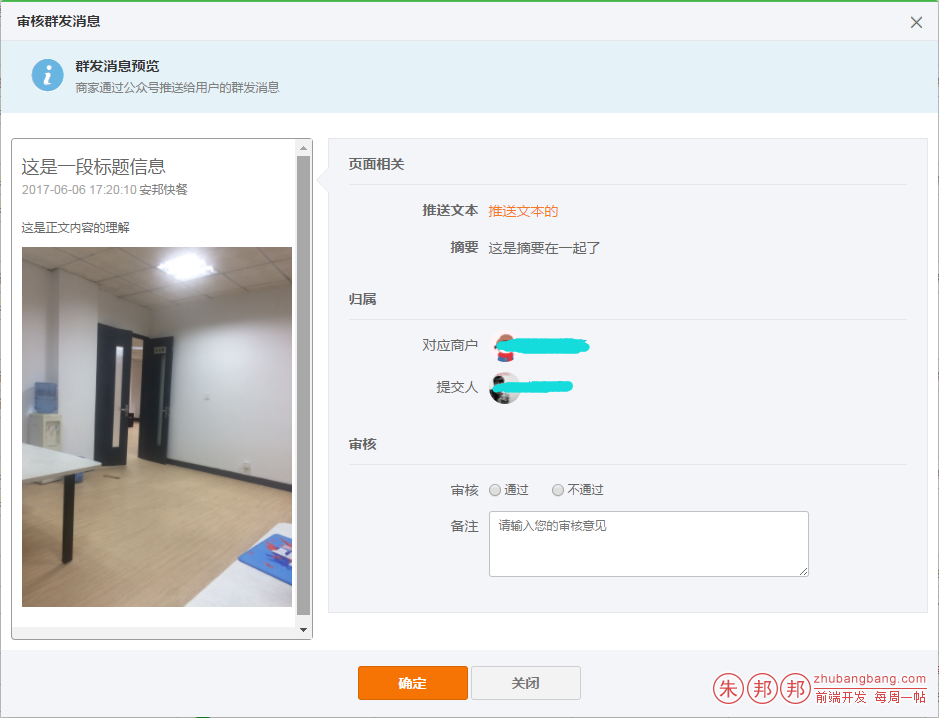 审核群发消息
群发消息预览
商家通过公众号推送给用户的群发消息
这是一段标题信息
2017-06-06 17:20:10 安邦快餐
这是正文内容的理解
页面相关
推送文本 推送文本的
摘要 这是摘要在一起了
归属
对应商户
提交人
审核
审核 通过 不通过
备注 请输入您的审核意见
确定 关闭
朱邦邦 zhubangbang.com
前端开发 每周一帖